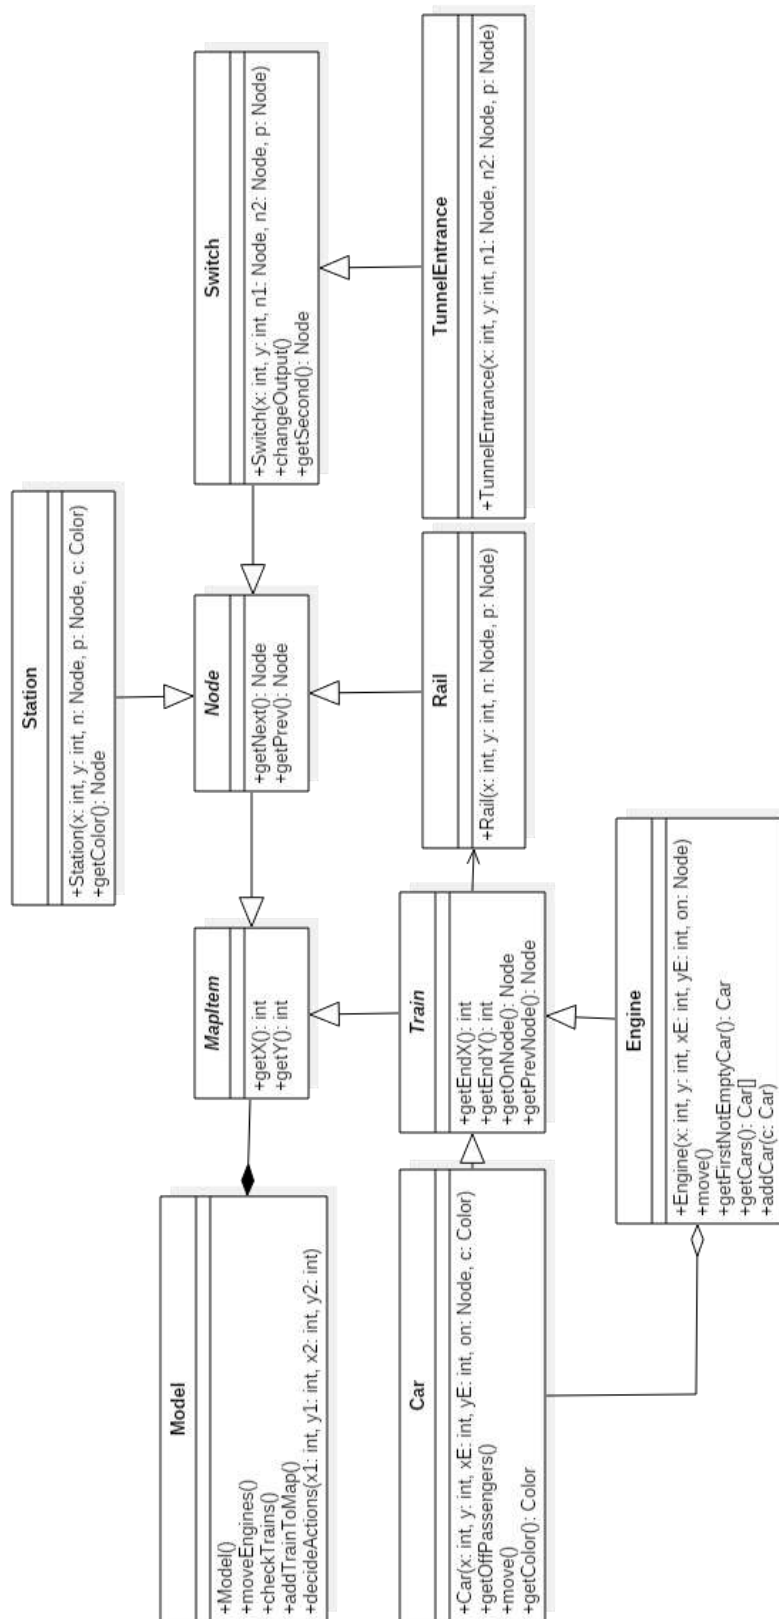 Station
+Station(x: int, y: int, n: Node, p: Node, c: Color)
+getColor(): Node
Model
+Model()
+moveEngines()
+checkTrains()
+addTrainToMap()
+decideActions(x1: int, y1: int, x2: int, y2: int)
MapItem
+getX(): int
+getY(): int
Node
+getNext(): Node
+getPrev(): Node
Switch
+Switch(x: int, y: int, n1: Node, n2: Node, p: Node)
+changeOutput()
+getSecond(): Node
Car
+Car(x: int, y: int, xE: int, yE: int, on: Node, c: Color)
+getOffPassengers()
+move()
+getColor(): Color
Train
+getEndX(): int
+getEndY(): int
+getOnNode(): Node
+getPrevNode(): Node
Rail
+Rail(x: int, y: int, n: Node, p: Node)
TunnelEntrance
+TunnelEntrance(x: int, y: int, n1: Node, n2: Node, p: Node)
Engine
+Engine(x: int, y: int, xE: int, yE: int, on: Node)
+move()
+getFirstNotEmptyCar(): Car
+getCars(): Car[]
+addCar(c: Car)